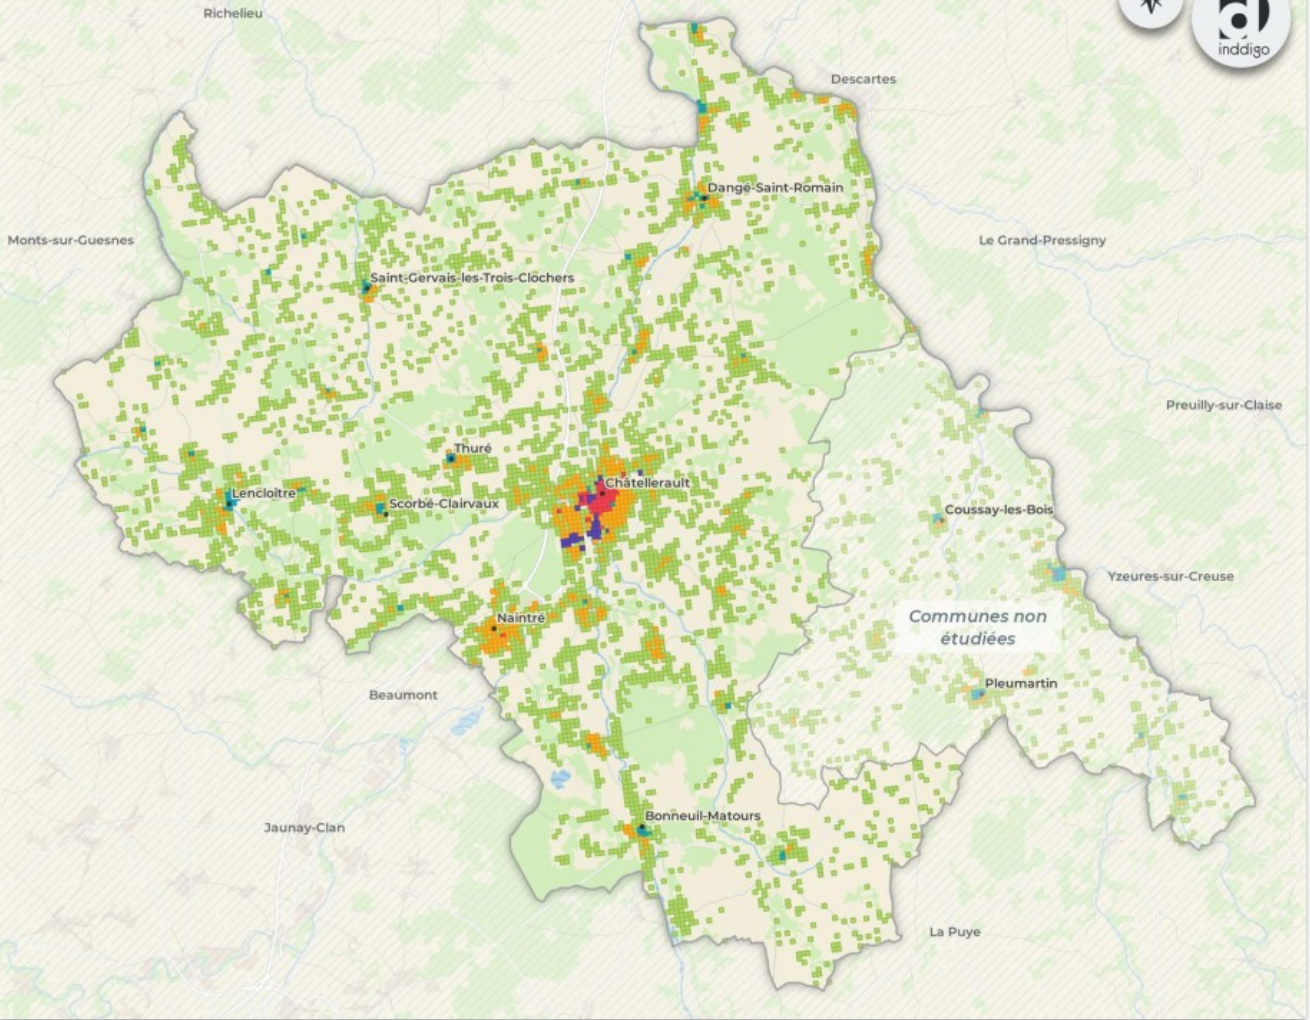 Richelieu
inddigo
Descartes
Dangé-Saint-Romain
Monts-sur-Guesnes
Le Grand-Pressigny
Saint-Gervais-les-Trois-Clochers
Preuilly-sur-Claise
Thuré
Châtellerault
Lencloître
Scorbé-Clairvaux
Coussay-les-Bois
Yzeures-sur-Creuse
Naintré
Communes non
étudiées
Pleumartin
Beaumont
Bonneuil-Matours
Jaunay-Clan
La Puye